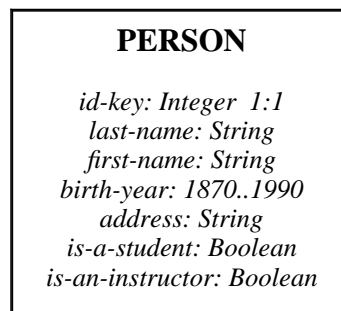 PERSON
id-key: Integer 1:1
last-name: String
first-name: String
birth-year: 1870..1990
address: String
is-a-student: Boolean
is-an-instructor: Boolean